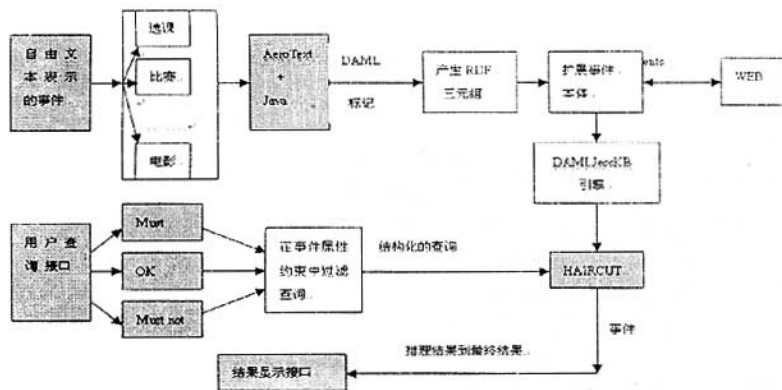 自由文
本表示
的事件
选课
比赛
电影
AeroText
+
Java
DAML
标记
产生 RDF
三元组
扩展事件
本体
ents
WEB
DAMLJessKB
引擎
用户查
询接口
Must
OK
Must not
在事件属性
约束中过滤
查询
结构化的查询
HAIRCUT
事件
推理结果到最终结果
结果显示接口